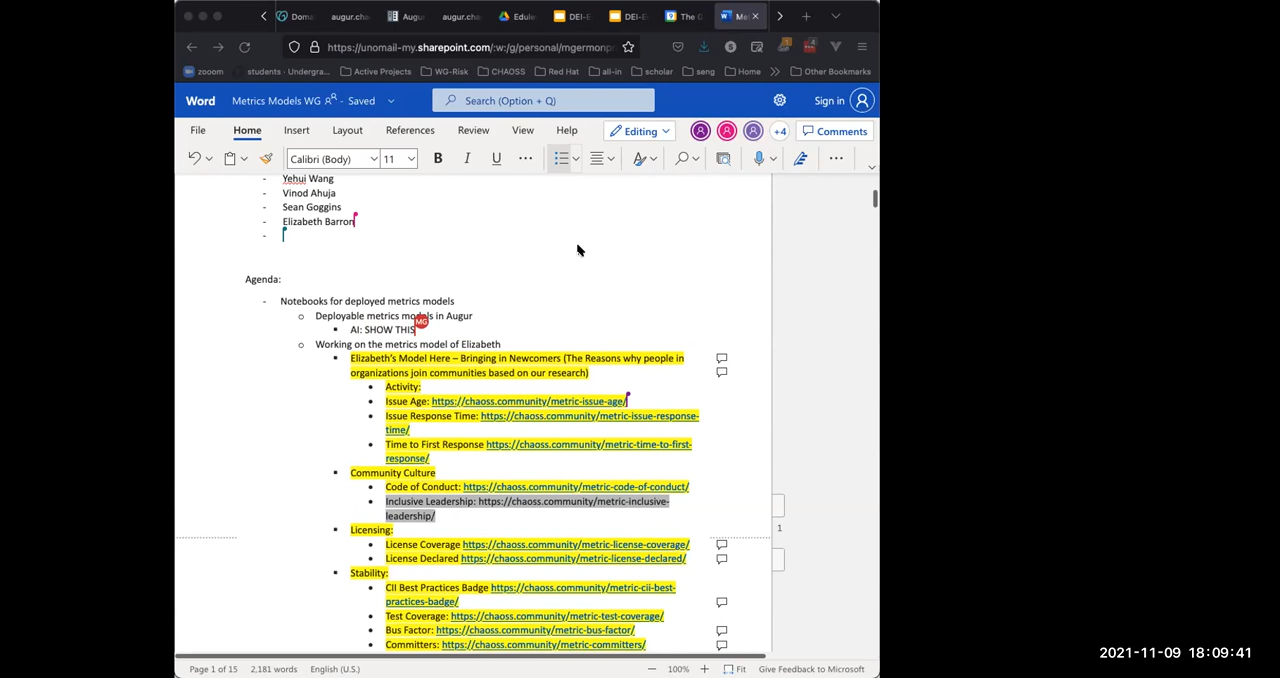 Doma
augur.cha
Augu
augur.cha
Edule
DEI-E
DEI-E
The G
Me
https://unomail-my.sharepoint.com/:w:/g/personal/mgermonpr
4
zooom
students · Undergra…
Active Projects
WG-Risk
CHAOSS
Red Hat
all-in
scholar
seng
Home
Other Bookmarks
Word
Metrics Models WG
- Saved
Search (Option + Q)
Sign in
File
Home
Insert
Layout
References
Review
View
Help
Editing
+4
Comments
Calibri (Body)
11
B
I
U
- Yehui Wang
- Vinod Ahuja
- Sean Goggins
- Elizabeth Barron
-
Agenda:
- Notebooks for deployed metrics models
o Deployable metrics models in Augur
MG
▪ AI: SHOW THIS
o Working on the metrics model of Elizabeth
▪ Elizabeth's Model Here – Bringing in Newcomers (The Reasons why people in
organizations join communities based on our research)
• Activity:
• Issue Age: https://chaoss.community/metric-issue-age/
• Issue Response Time: https://chaoss.community/metric-issue-response-
time/
• Time to First Response https://chaoss.community/metric-time-to-first-
response/
▪ Community Culture
• Code of Conduct: https://chaoss.community/metric-code-of-conduct/
• Inclusive Leadership: https://chaoss.community/metric-inclusive-
leadership/
▪ Licensing:
• License Coverage https://chaoss.community/metric-license-coverage/
• License Declared https://chaoss.community/metric-license-declared/
▪ Stability:
• CII Best Practices Badge https://chaoss.community/metric-cii-best-
practices-badge/
• Test Coverage: https://chaoss.community/metric-test-coverage/
• Bus Factor: https://chaoss.community/metric-bus-factor/
• Committers: https://chaoss.community/metric-committers/
1
Page 1 of 15
2,181 words
English (U.S.)
100%
Fit
Give Feedback to Microsoft
2021-11-09 18:09:41